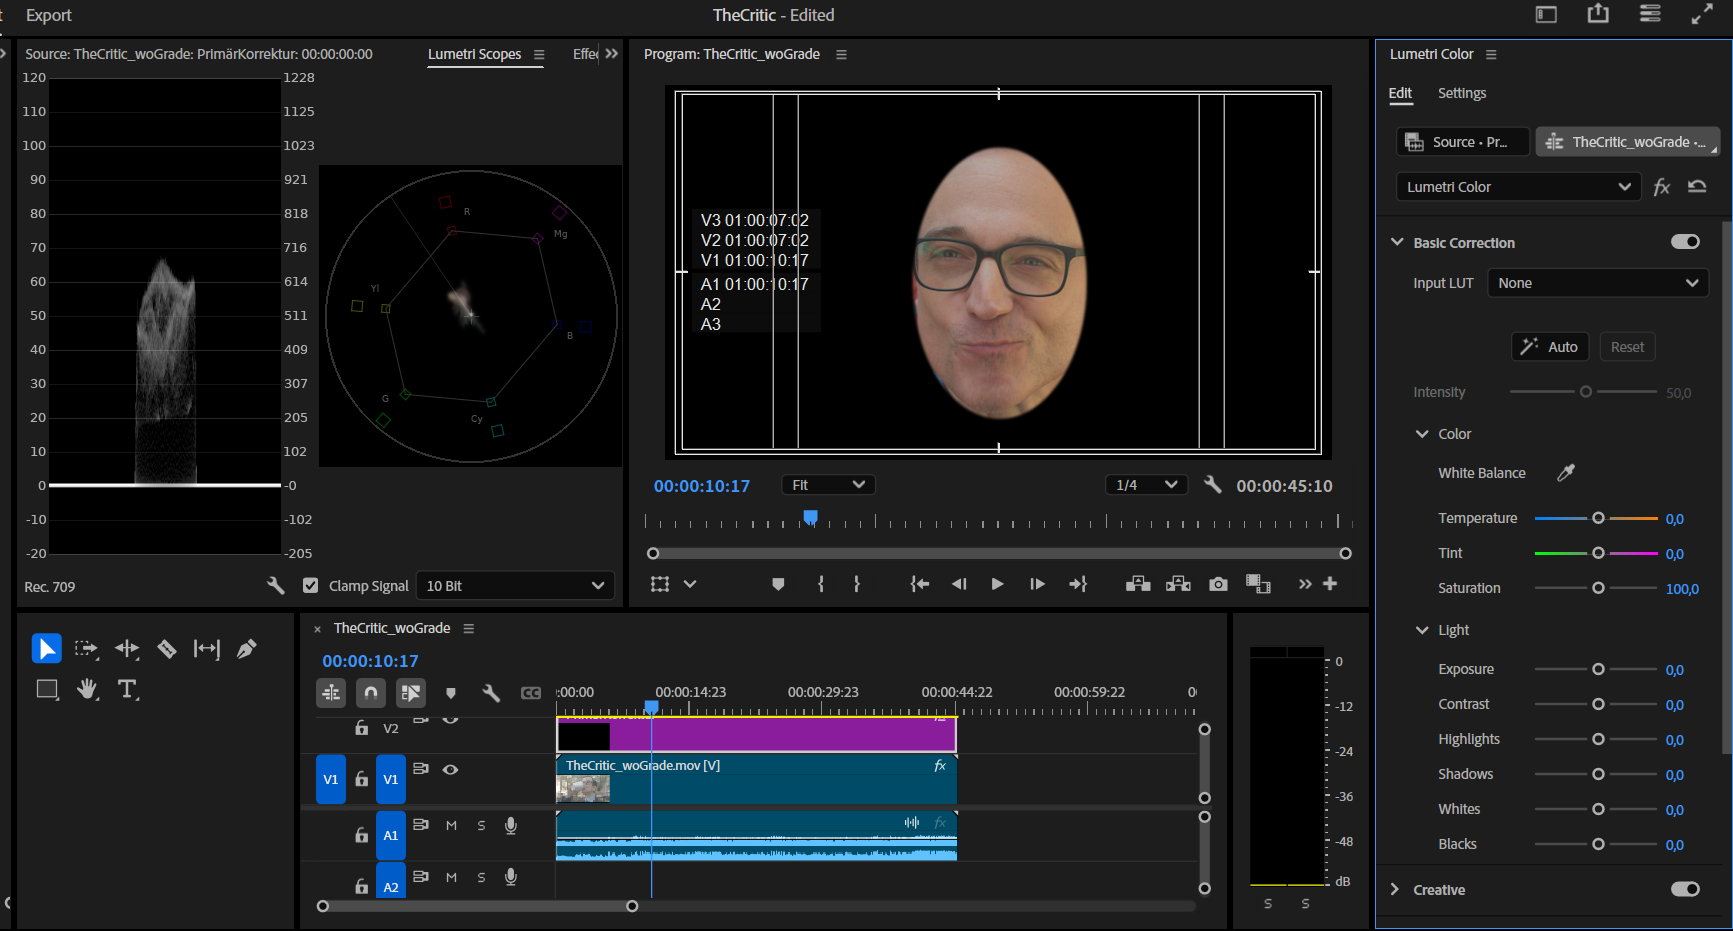 Export
TheCritic - Edited
Source: TheCritic_woGrade: PrimärKorrektur: 00:00:00:00
Lumetri Scopes
Effec
120
110
100
90
80
70
60
50
40
30
20
10
0
-10
-20
1228
1125
1023
921
818
716
614
511
409
307
205
102
-0
-102
-205
R
Mg
Yl
B
G
Cy
Rec. 709
Clamp Signal
10 Bit
Program: TheCritic_woGrade
V3 01:00:07:02
V2 01:00:07:02
V1 01:00:10:17
A1 01:00:10:17
A2
A3
00:00:10:17
Fit
1/4
00:00:45:10
Lumetri Color
Edit
Settings
Source • Pr...
TheCritic_woGrade •...
Lumetri Color
fx
Basic Correction
Input LUT
None
Auto
Reset
Intensity
50,0
Color
White Balance
Temperature
0,0
Tint
0,0
Saturation
100,0
Light
Exposure
0,0
Contrast
0,0
Highlights
0,0
Shadows
0,0
Whites
0,0
Blacks
0,0
Creative
T
× TheCritic_woGrade
00:00:10:17
CC
:00:00
00:00:14:23
00:00:29:23
00:00:44:22
00:00:59:22
V2
V1
V1
TheCritic_woGrade.mov [V]
fx
A1
M
S
fx
A2
M
S
0
-12
-24
-36
-48
dB
S
S